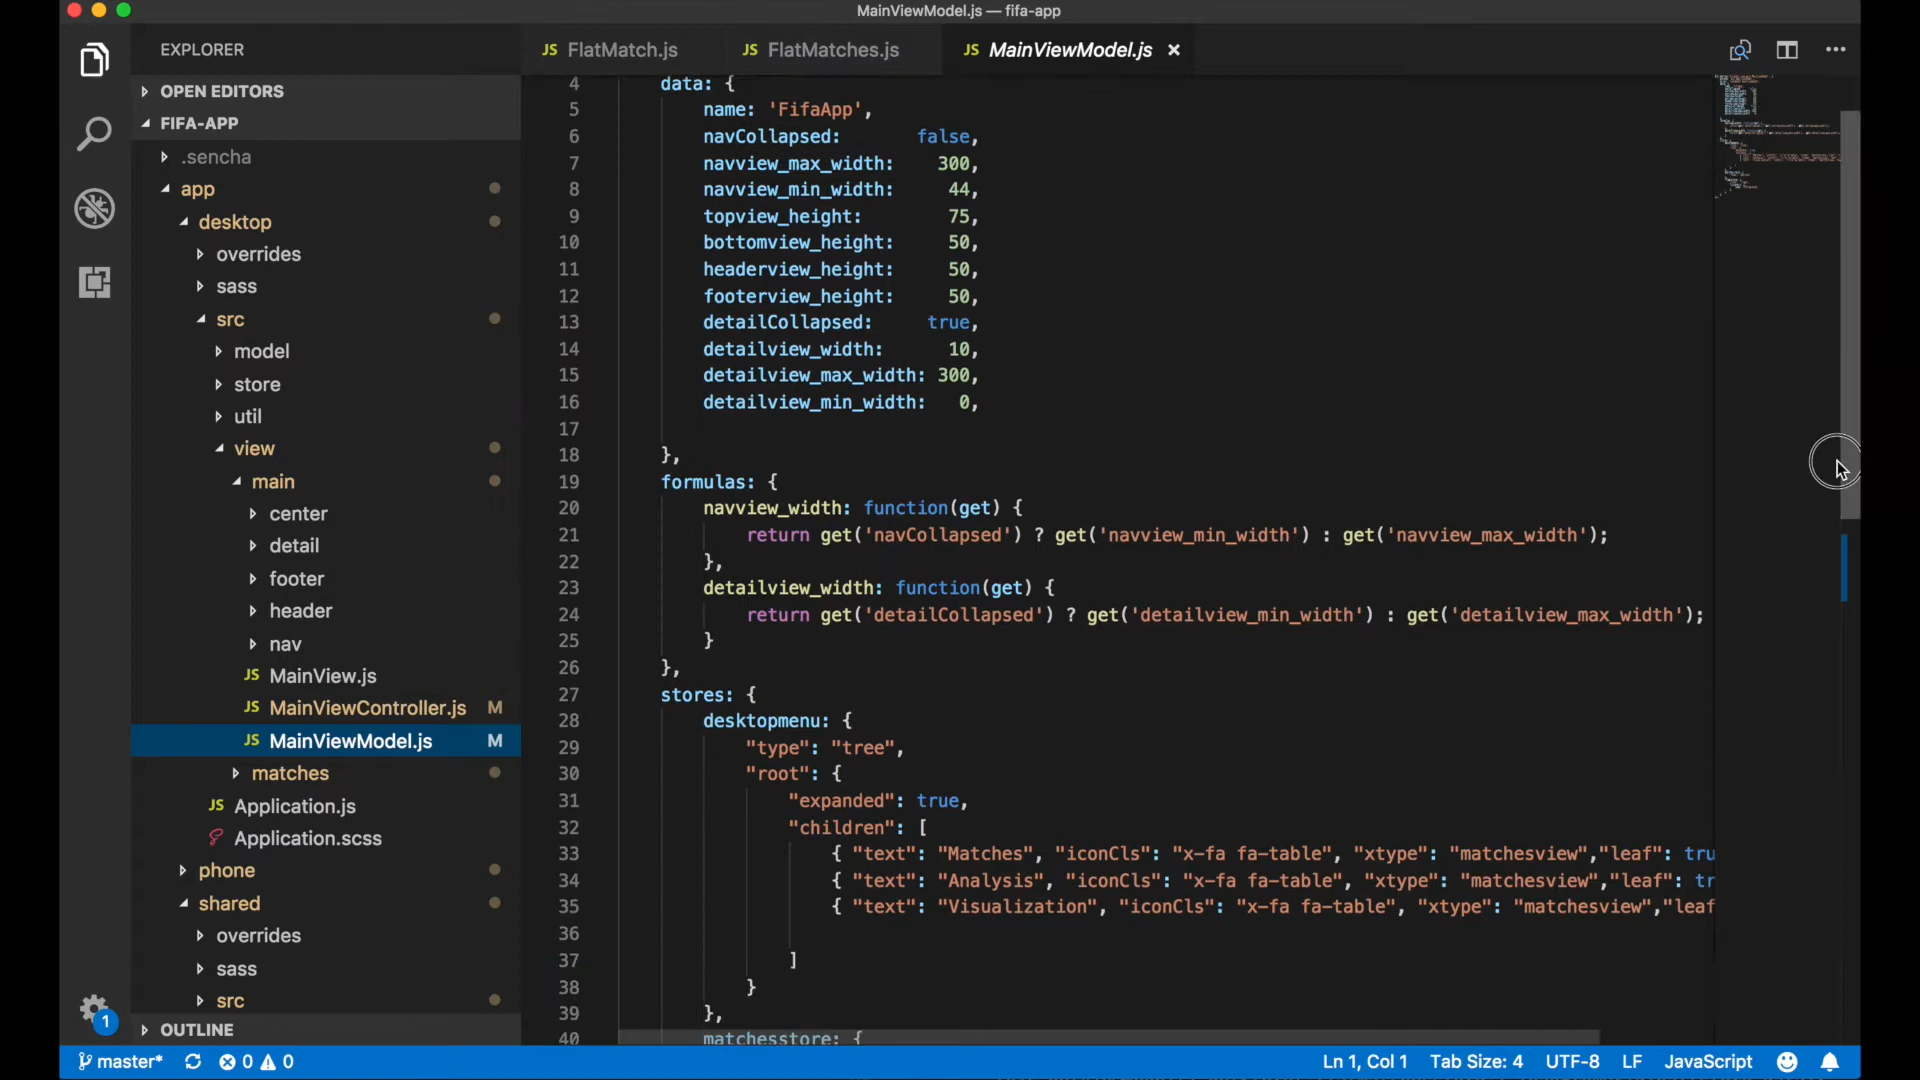 MainViewModel.js — fifa-app
EXPLORER
OPEN EDITORS
FIFA-APP
.sencha
app
desktop
overrides
sass
src
model
store
util
view
main
center
detail
footer
header
nav
JS MainView.js
JS MainViewController.js M
JS MainViewModel.js M
matches
JS Application.js
Application.scss
phone
shared
overrides
sass
src
OUTLINE
JS FlatMatch.js JS FlatMatches.js JS MainViewModel.js ×
4 data: {
5 name: 'FifaApp',
6 navCollapsed: false,
7 navview_max_width: 300,
8 navview_min_width: 44,
9 topview_height: 75,
10 bottomview_height: 50,
11 headerview_height: 50,
12 footerview_height: 50,
13 detailCollapsed: true,
14 detailview_width: 10,
15 detailview_max_width: 300,
16 detailview_min_width: 0,
17
18 },
19 formulas: {
20 navview_width: function(get) {
21 return get('navCollapsed') ? get('navview_min_width') : get('navview_max_width');
22 },
23 detailview_width: function(get) {
24 return get('detailCollapsed') ? get('detailview_min_width') : get('detailview_max_width');
25 }
26 },
27 stores: {
28 desktopmenu: {
29 "type": "tree",
30 "root": {
31 "expanded": true,
32 "children": [
33 { "text": "Matches", "iconCls": "x-fa fa-table", "xtype": "matchesview","leaf": tru
34 { "text": "Analysis", "iconCls": "x-fa fa-table", "xtype": "matchesview","leaf": tr
35 { "text": "Visualization", "iconCls": "x-fa fa-table", "xtype": "matchesview","leaf
36
37 ]
38 }
39 },
40 matchesstore: {
1
master* 0 0 Ln 1, Col 1 Tab Size: 4 UTF-8 LF JavaScript